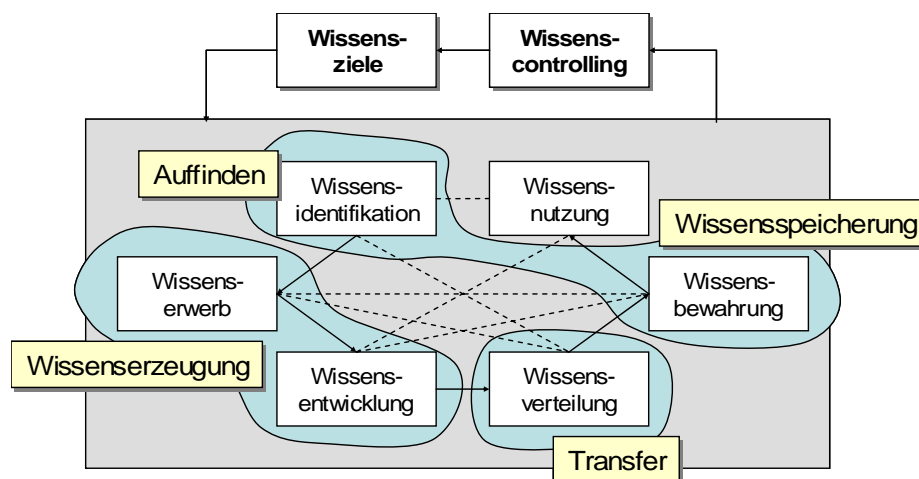 Wissens-
ziele
Wissens-
controlling
Auffinden
Wissens-
identifikation
Wissens-
nutzung
Wissensspeicherung
Wissens-
erwerb
Wissens-
bewahrung
Wissenserzeugung
Wissens-
entwicklung
Wissens-
verteilung
Transfer